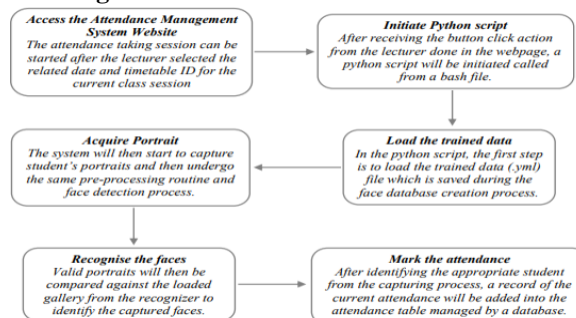 Access the Attendance Management
System Website
The attendance taking session can be
started after the lecturer selected the
related date and timetable ID for the
current class session
Initiate Python script
After receiving the button click action
from the lecturer done in the webpage, a
python script will be initiated called
from a bash file.
Acquire Portrait
The system will then start to capture
student's portraits and then undergo
the same pre-processing routine and
face detection process.
Load the trained data
In the python script, the first step
is to load the trained data (.yml)
file which is saved during the
face database creation process.
Recognise the faces
Valid portraits will then be
compared against the loaded
gallery from the recognizer to
identify the captured faces.
Mark the attendance
After identifying the appropriate student
from the capturing process, a record of the
current attendance will be added into the
attendance table managed by a database.